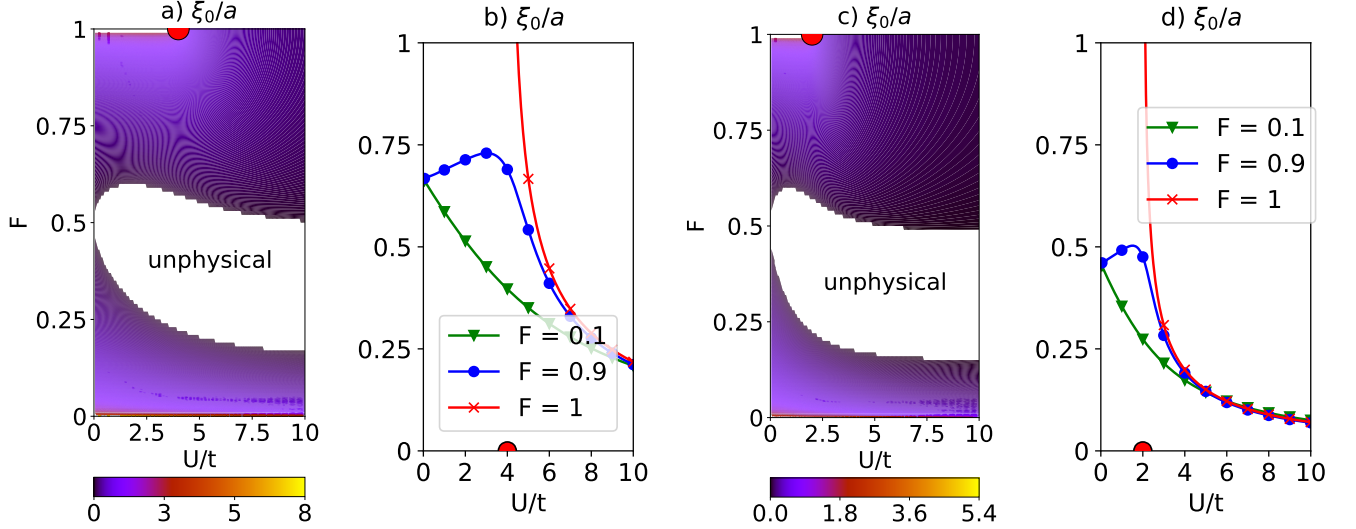 a) ξ₀/a
1
0.75
0.5
0.25
0
F
unphysical
0 2.5 5 7.5 10
U/t
0 3 5 8
b) ξ₀/a
1
0.75
0.5
0.25
0
F = 0.1
F = 0.9
F = 1
0 2 4 6 8 10
U/t
c) ξ₀/a
1
0.75
0.5
0.25
0
F
unphysical
0 2.5 5 7.5 10
U/t
0.0 1.8 3.6 5.4
d) ξ₀/a
1
0.75
0.5
0.25
0
F = 0.1
F = 0.9
F = 1
0 2 4 6 8 10
U/t